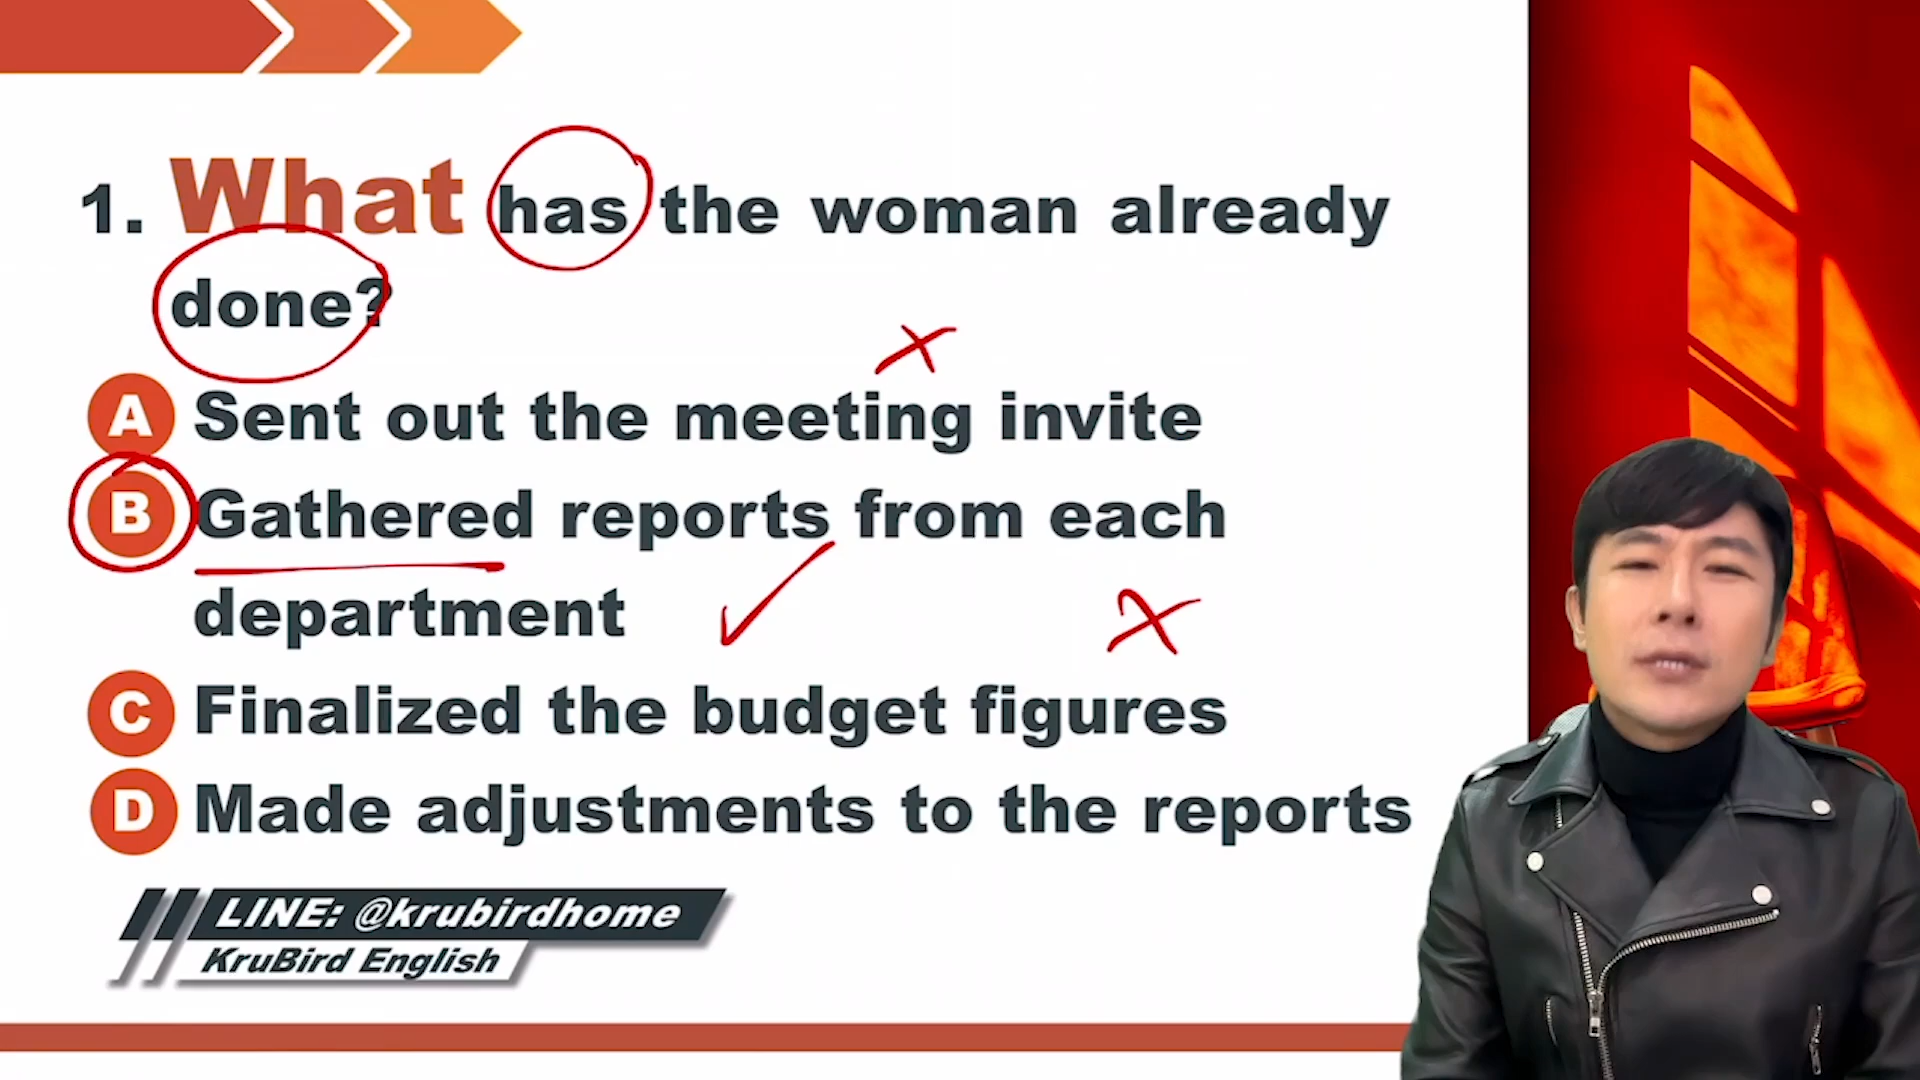 1. What has the woman already
done?
A Sent out the meeting invite
B Gathered reports from each
department
C Finalized the budget figures
D Made adjustments to the reports
LINE: @krubirdhome
KruBird English